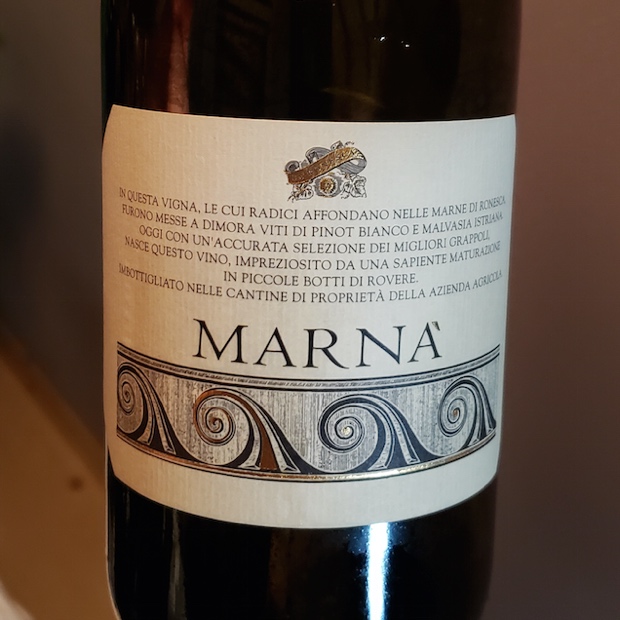 IN QUESTA VIGNA, LE CUI RADICI AFFONDANO NELLE MARNE DI RONESCA
FURONO MESSE A DIMORA VITI DI PINOT BIANCO E MALVASIA ISTRIANA
OGGI CON UN'ACCURATA SELEZIONE DEI MIGLIORI GRAPPOLI,
NASCE QUESTO VINO, IMPREZIOSITO DA UNA SAPIENTE MATURAZIONE
IN PICCOLE BOTTI DI ROVERE.
IMBOTTIGLIATO NELLE CANTINE DI PROPRIETÀ DELLA AZIENDA AGRICOLA
MARNÀ